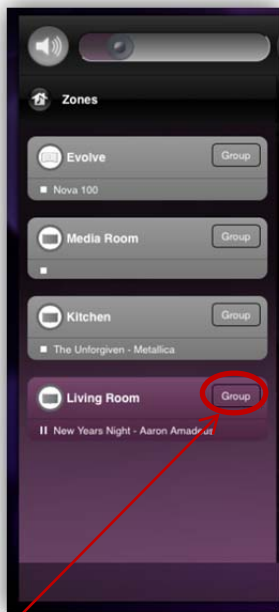 Zones
Evolve Group
Nova 100
Media Room Group
Kitchen Group
The Unforgiven - Metallica
Living Room Group
New Years Night - Aaron Amadeus